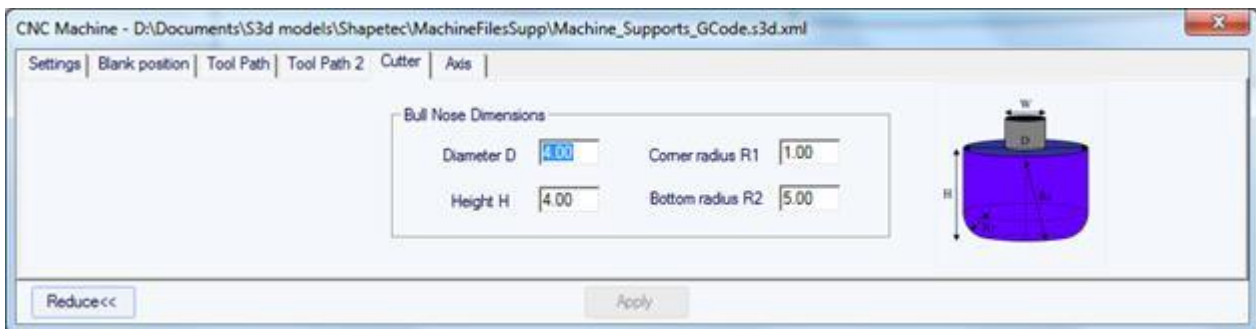 CNC Machine - D:\Documents\S3d models\Shapetec\MachineFilesSupp\Machine_Supports_GCode.s3d.xml
Settings Blank position Tool Path Tool Path 2 Cutter Axis
Bull Nose Dimensions
Diameter D 4.00 Corner radius R1 1.00
Height H 4.00 Bottom radius R2 5.00
W
D
H
Reduce<< Apply